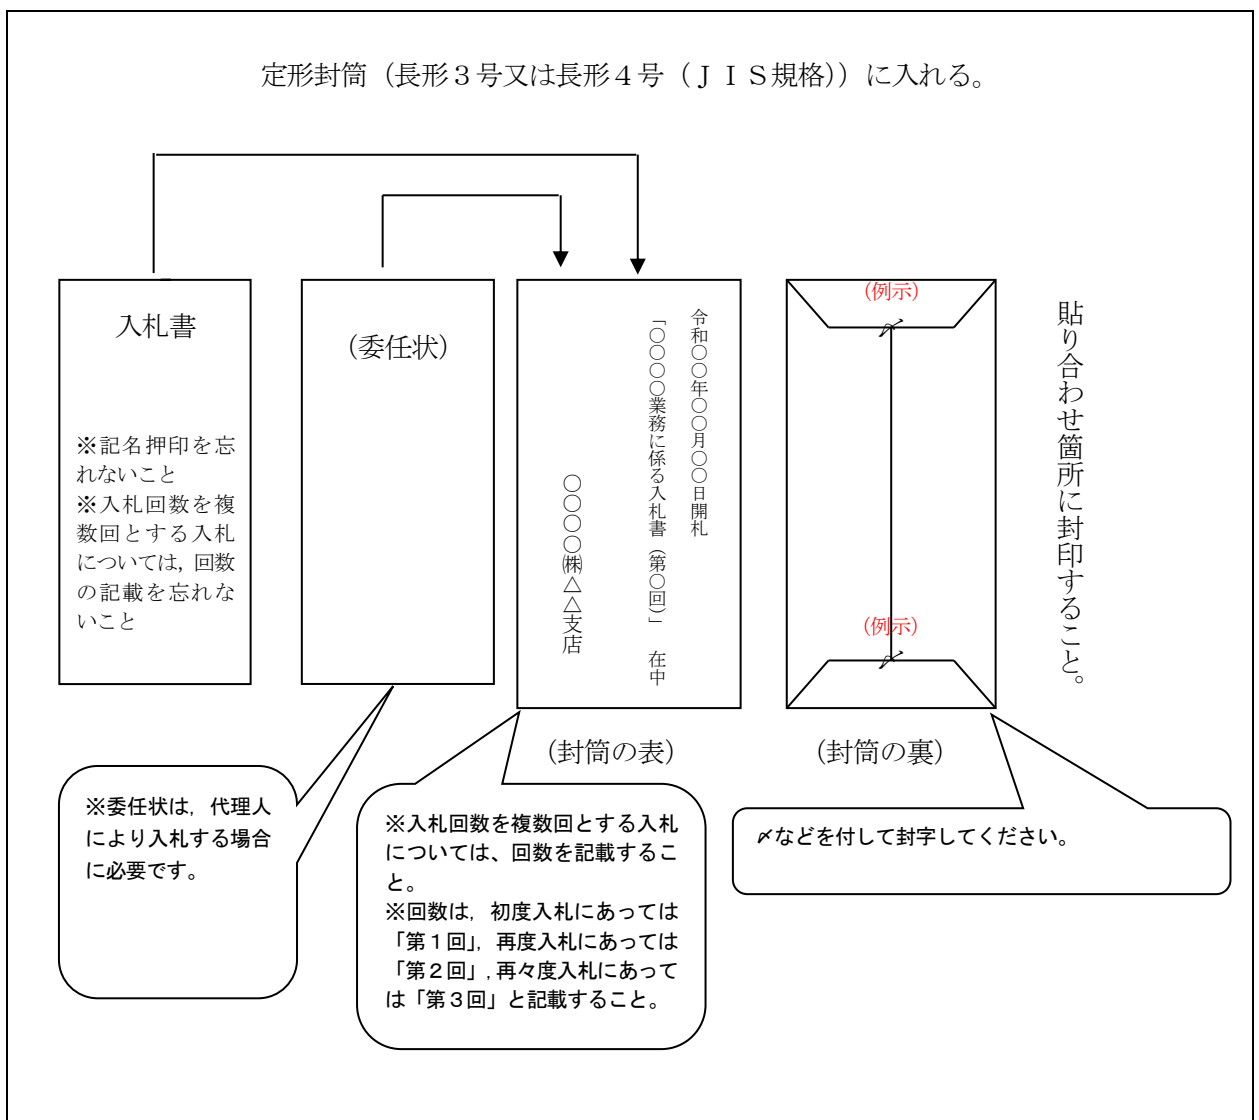 定形封筒（長形３号又は長形４号（ＪＩＳ規格））に入れる。
入札書
※記名押印を忘
れないこと
※入札回数を複
数回とする入札
については，回数
の記載を忘れな
いこと
（委任状）
令和〇〇年〇〇月〇〇日開札
「〇〇〇〇業務に係る入札書（第〇回）」　在中
〇〇〇〇㈱△△支店
（例示）
〆
（例示）
〆
貼り合わせ箇所に封印すること。
（封筒の表）
（封筒の裏）
※委任状は，代理人
により入札する場合
に必要です。
※入札回数を複数回とする入札
については、回数を記載するこ
と。
※回数は，初度入札にあっては
「第１回」，再度入札にあっては
「第２回」，再々度入札にあって
は「第３回」と記載すること。
〆などを付して封字してください。